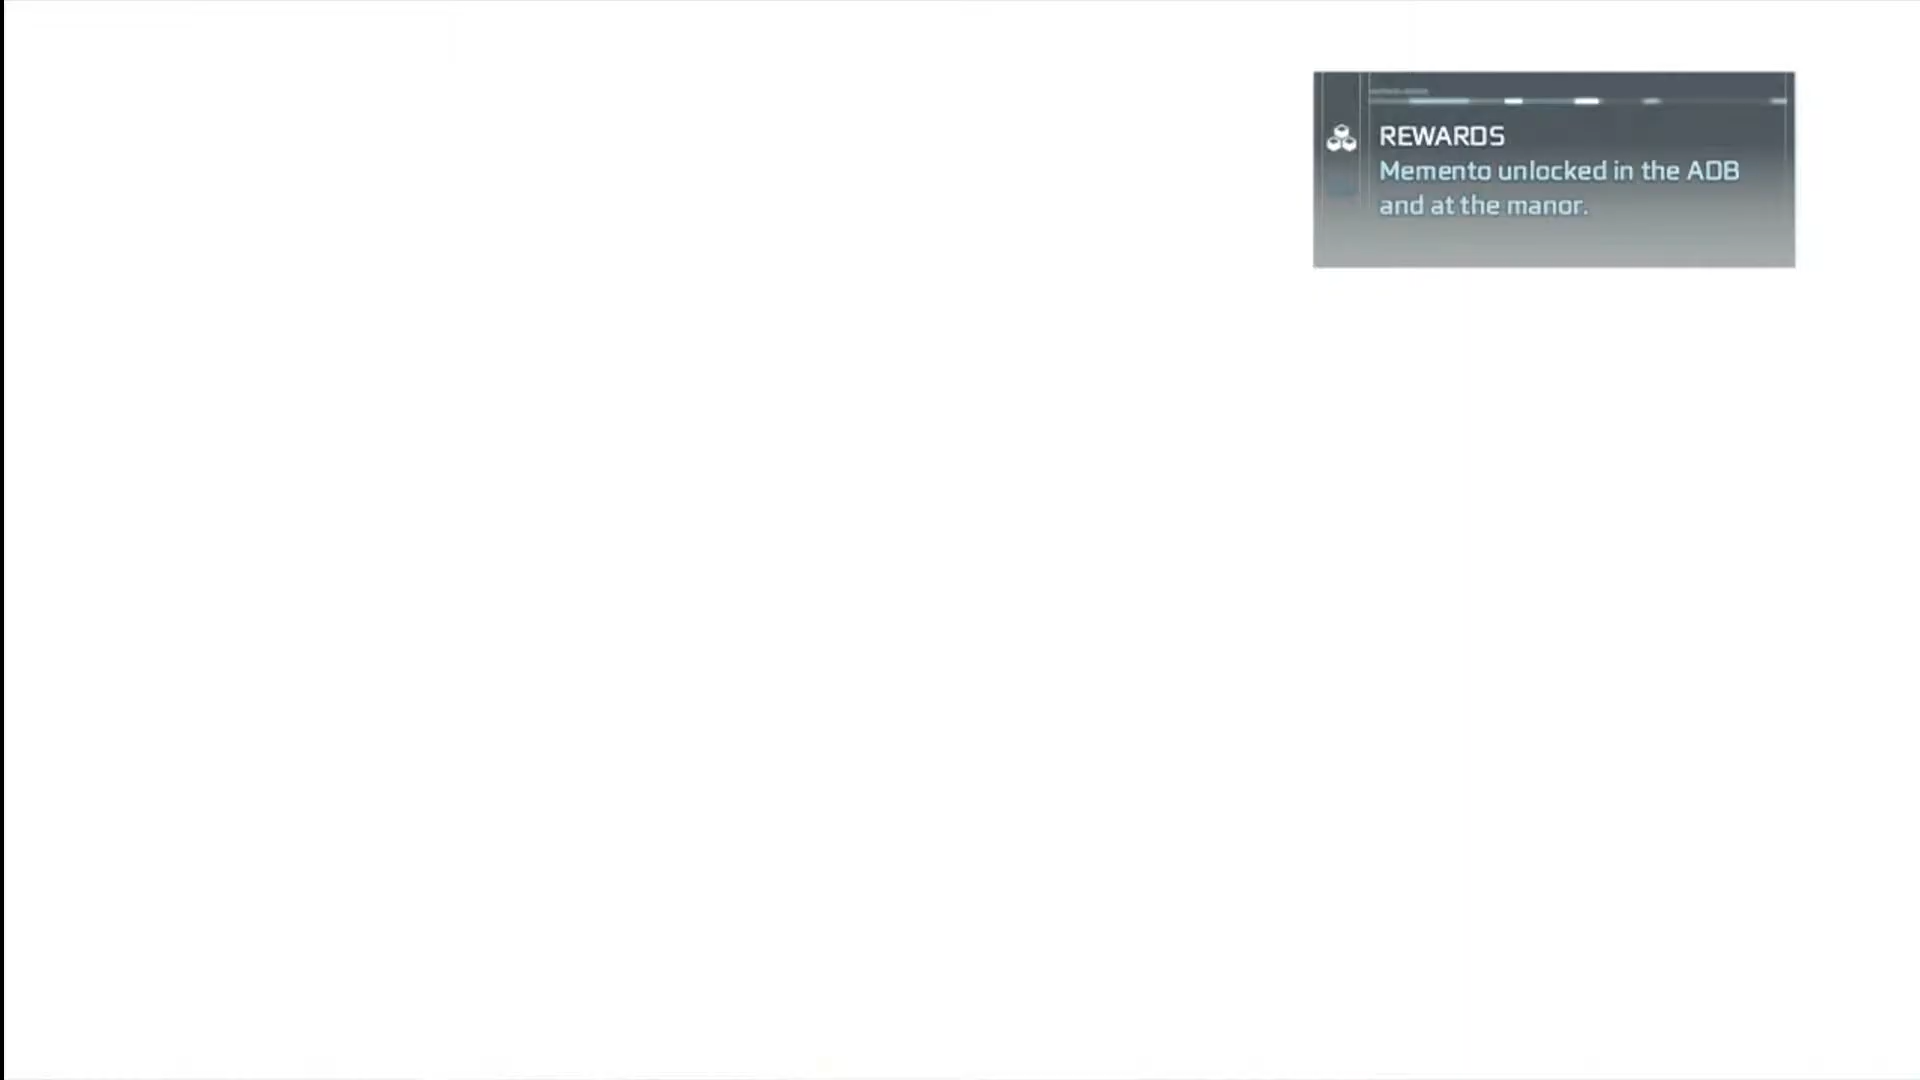 REWARDS
Memento unlocked in the ADB
and at the manor.